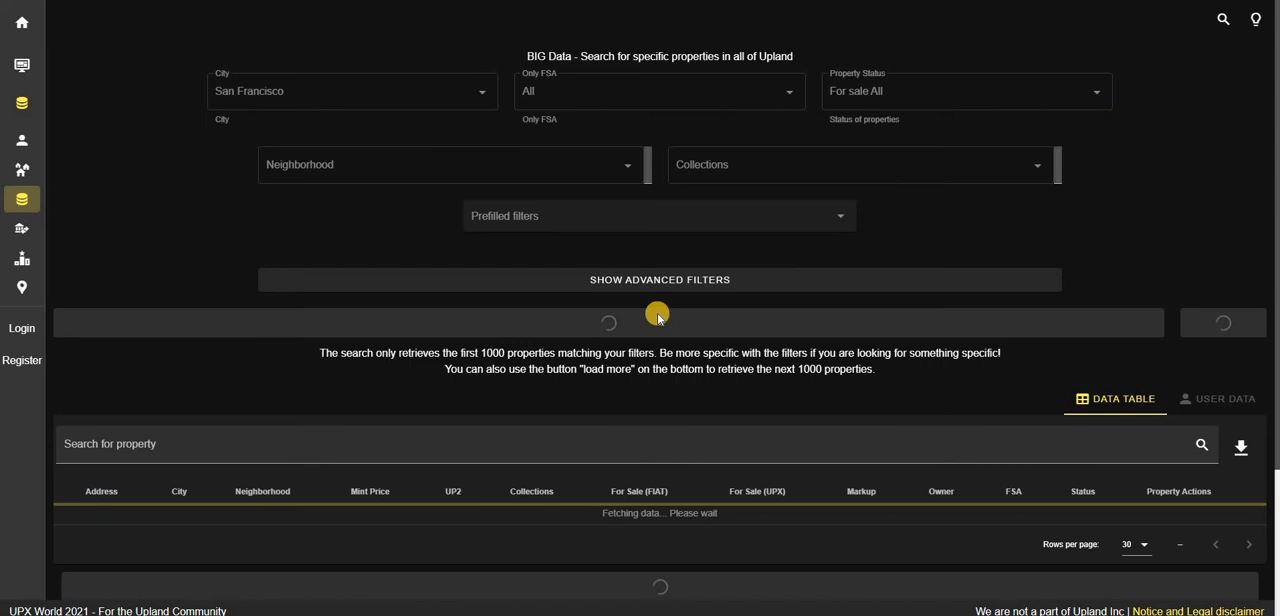 BIG Data - Search for specific properties in all of Upland
City
Only FSA
Property Status
San Francisco
All
For sale All
City
Only FSA
Status of properties
Neighborhood
Collections
Prefilled filters
SHOW ADVANCED FILTERS
Login
Register
The search only retrieves the first 1000 properties matching your filters. Be more specific with the filters if you are looking for something specific!
You can also use the button "load more" on the bottom to retrieve the next 1000 properties.
DATA TABLE
USER DATA
Search for property
Address City Neighborhood Mint Price UP2 Collections For Sale (FIAT) For Sale (UPX) Markup Owner FSA Status Property Actions
Fetching data... Please wait
Rows per page: 30 –
UPX World 2021 - For the Upland Community
We are not a part of Upland Inc | Notice and Legal disclaimer